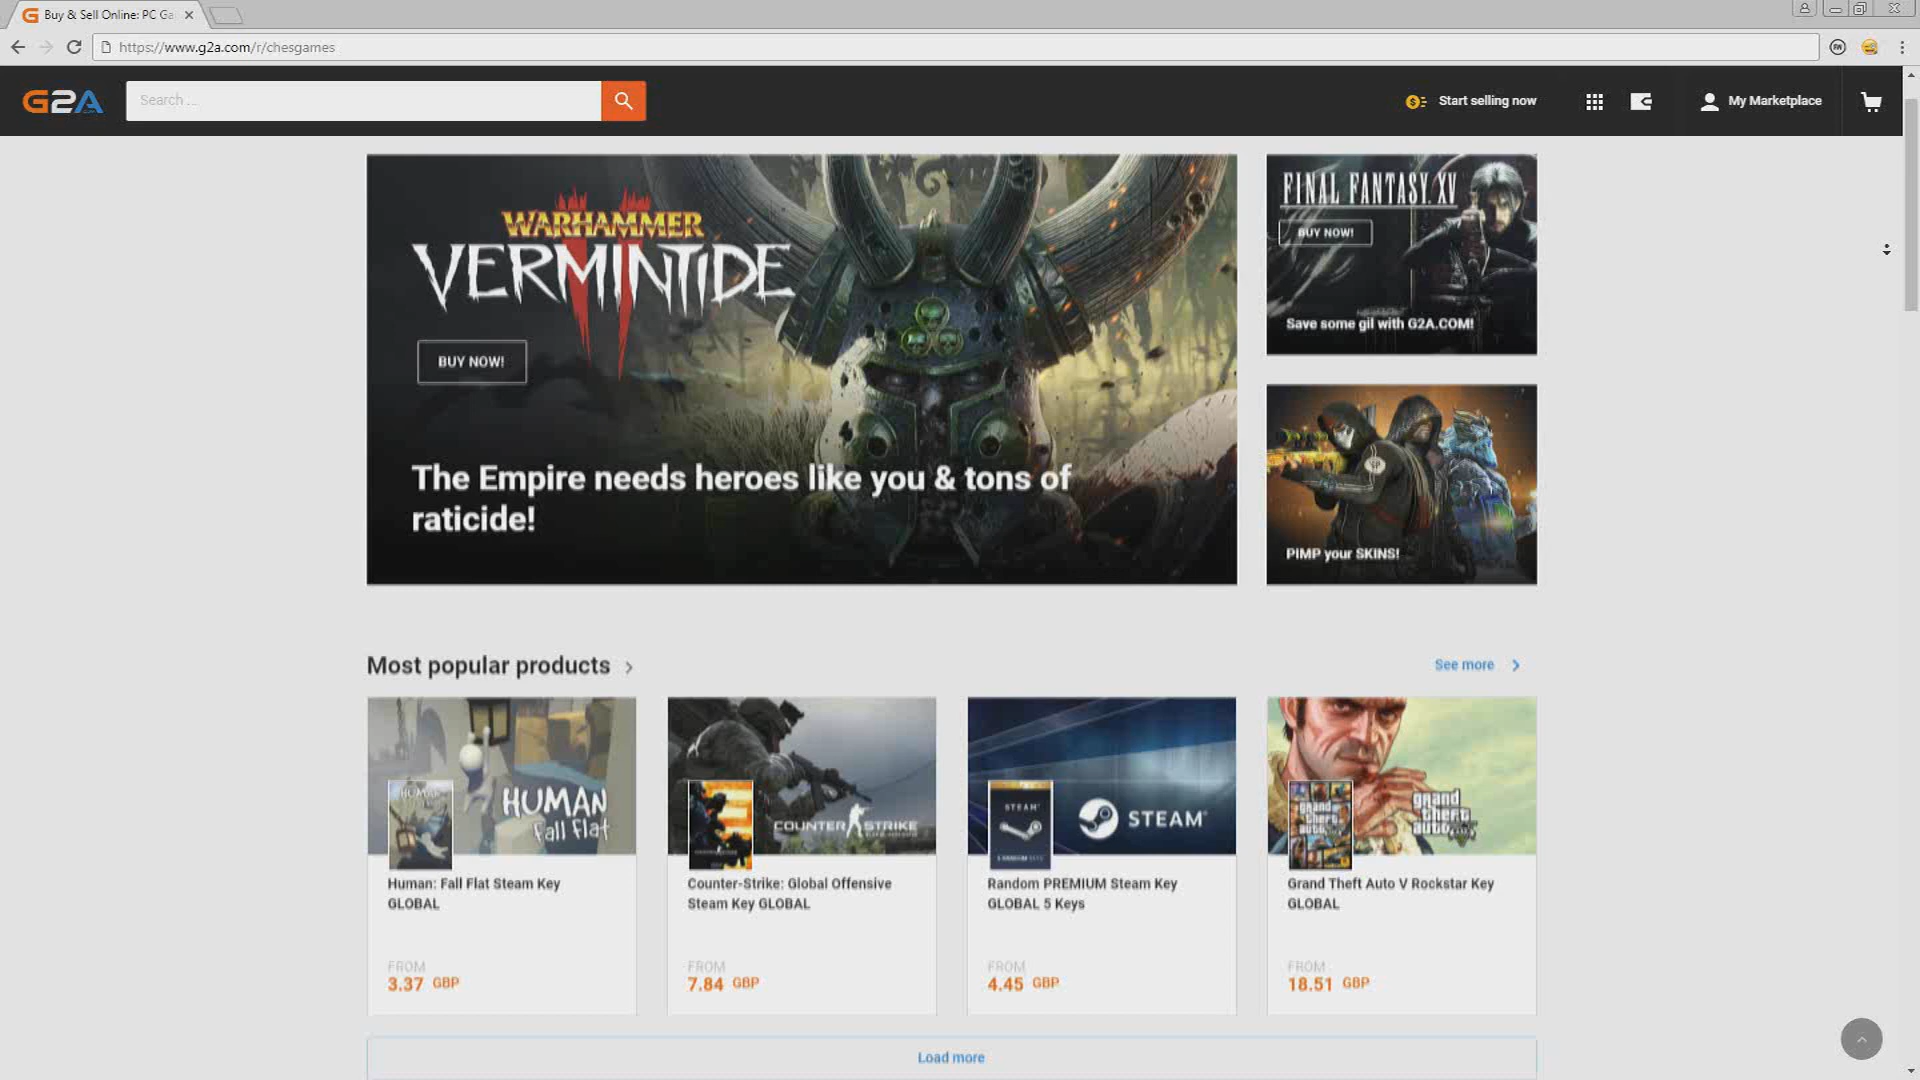 Buy & Sell Online: PC Ga
https://www.g2a.com/r/chesgames
G2A
Search ...
Start selling now
My Marketplace
WARHAMMER
VERMINTIDE
II
BUY NOW!
The Empire needs heroes like you & tons of
raticide!
FINAL FANTASY XV
BUY NOW!
Save some gil with G2A.COM!
PIMP your SKINS!
Most popular products
See more
HUMAN
HUMAN
Fall Flat
Human: Fall Flat Steam Key
GLOBAL
FROM
3.37 GBP
COUNTER STRIKE
Counter-Strike: Global Offensive
Steam Key GLOBAL
FROM
7.84 GBP
STEAM
STEAM
Random PREMIUM Steam Key
GLOBAL 5 Keys
FROM
4.45 GBP
grand
theft
auto
grand
theft
auto V
Grand Theft Auto V Rockstar Key
GLOBAL
FROM
18.51 GBP
Load more